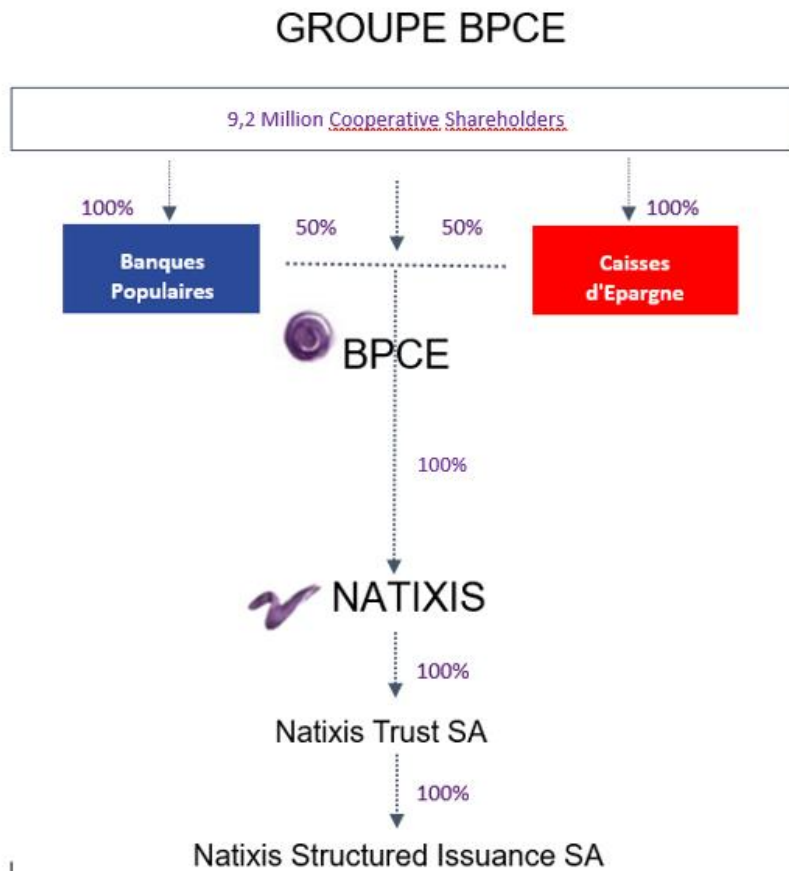 GROUPE BPCE
9,2 Million Cooperative Shareholders
100%
50%
50%
100%
Banques
Populaires
Caisses
d'Epargne
BPCE
100%
NATIXIS
100%
Natixis Trust SA
100%
Natixis Structured Issuance SA